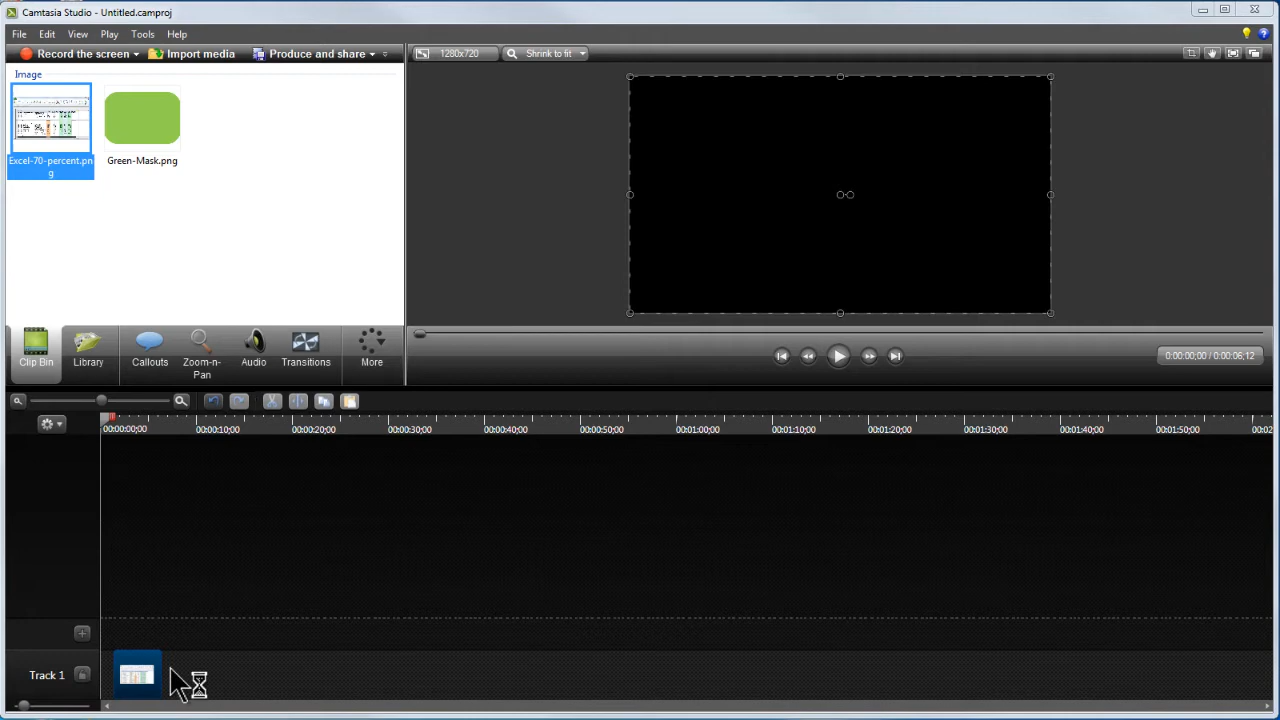 Camtasia Studio - Untitled.camproj
File Edit View Play Tools Help
Record the screen Import media Produce and share 1280x720 Shrink to fit
Image
Excel-70-percent.pn
g
Green-Mask.png
Clip Bin Library Callouts Zoom-n-
Pan Audio Transitions More
0:00:00;00 / 0:00:06;12
00:00:00;00 00:00:10;00 00:00:20;00 00:00:30;00 00:00:40;00 00:00:50;00 00:01:00;00 00:01:10;00 00:01:20;00 00:01:30;00 00:01:40;00 00:01:50;00 00:02
Track 1